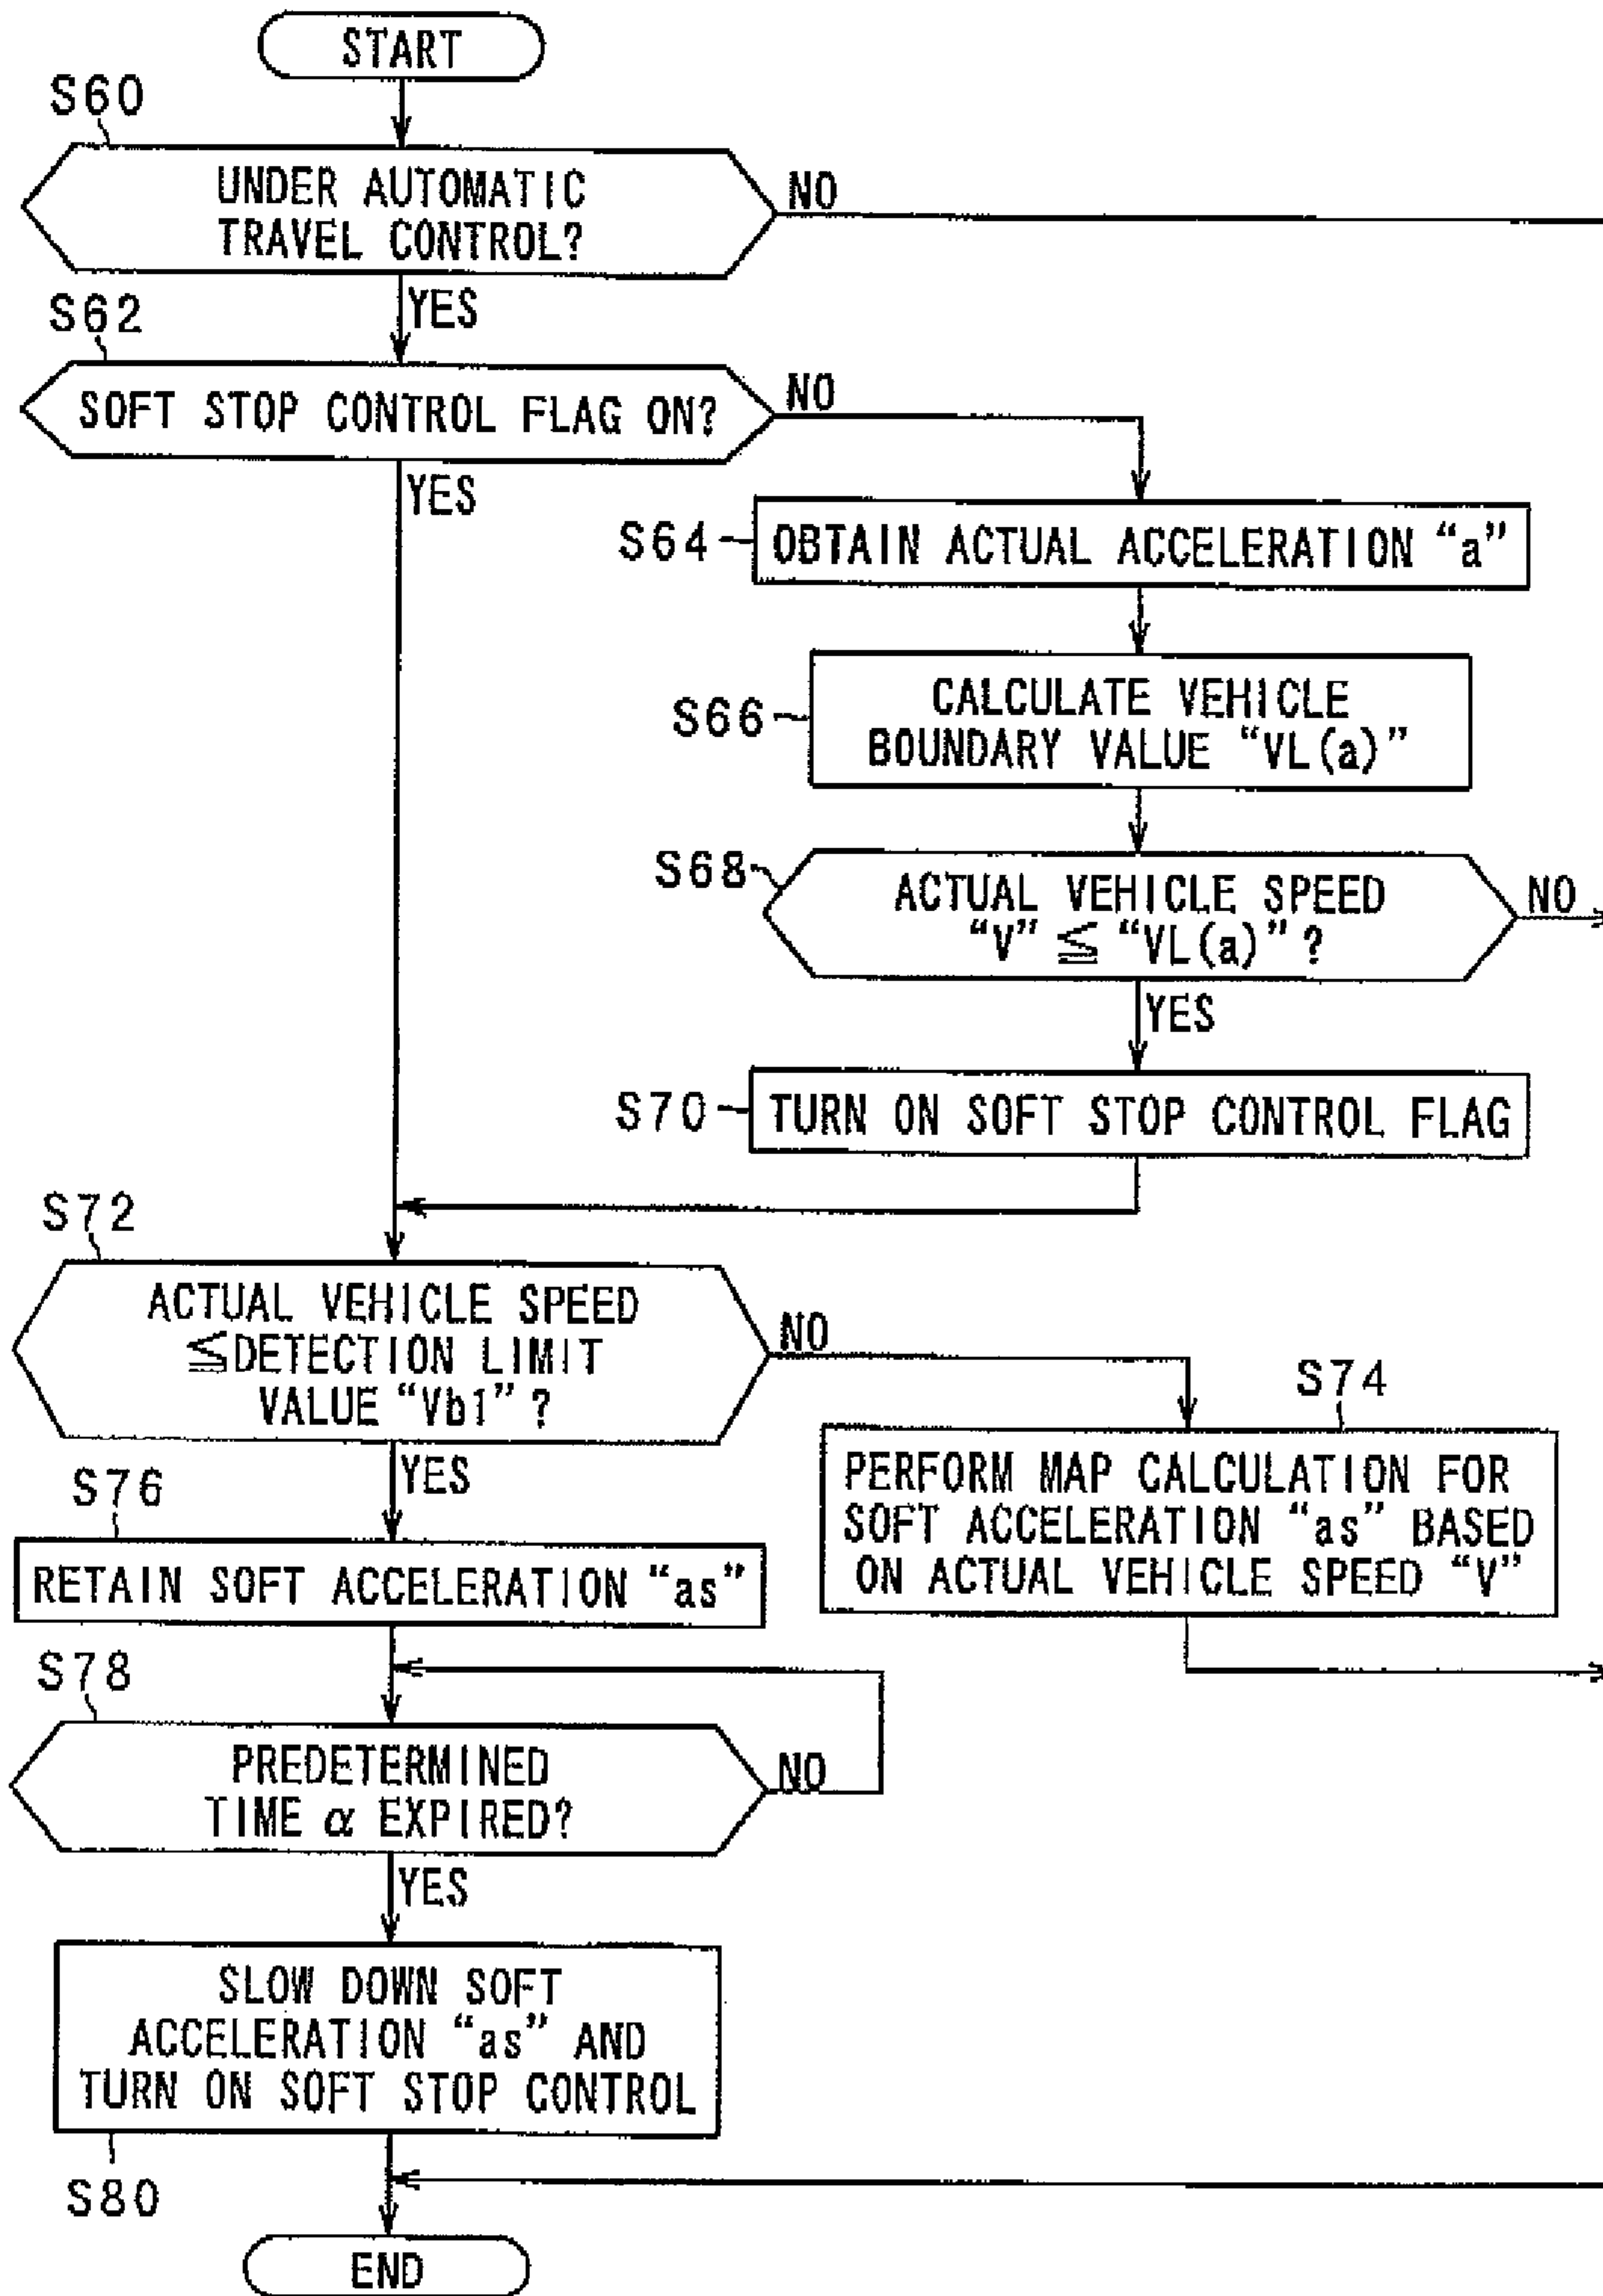 START
S60
UNDER AUTOMATIC
TRAVEL CONTROL?
NO
YES
S62
SOFT STOP CONTROL FLAG ON?
NO
YES
S64
OBTAIN ACTUAL ACCELERATION “a”
S66
CALCULATE VEHICLE
BOUNDARY VALUE “VL(a)”
S68
ACTUAL VEHICLE SPEED
“V” ≦ “VL(a)”?
NO
YES
S70
TURN ON SOFT STOP CONTROL FLAG
S72
ACTUAL VEHICLE SPEED
≦DETECTION LIMIT
VALUE “Vb1”?
NO
YES
S74
PERFORM MAP CALCULATION FOR
SOFT ACCELERATION “as” BASED
ON ACTUAL VEHICLE SPEED “V”
S76
RETAIN SOFT ACCELERATION “as”
S78
PREDETERMINED
TIME α EXPIRED?
NO
YES
SLOW DOWN SOFT
ACCELERATION “as” AND
TURN ON SOFT STOP CONTROL
S80
END